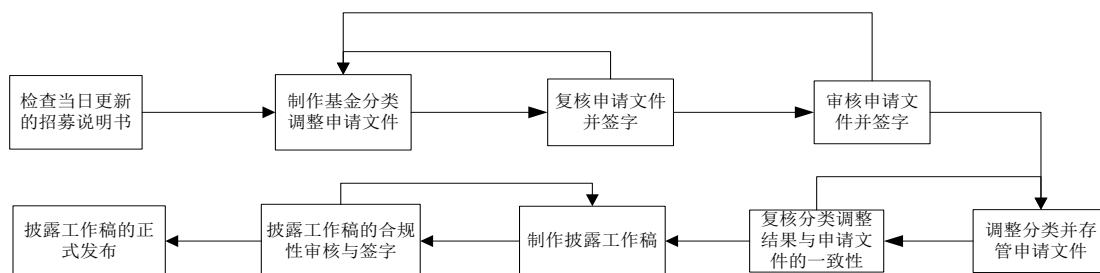 检查当日更新
的招募说明书
制作基金分类
调整申请文件
复核申请文件
并签字
审核申请文
件并签字
披露工作稿的正
式发布
披露工作稿的合规
性审核与签字
制作披露工作稿
复核分类调整
结果与申请文
件的一致性
调整分类并存
管申请文件